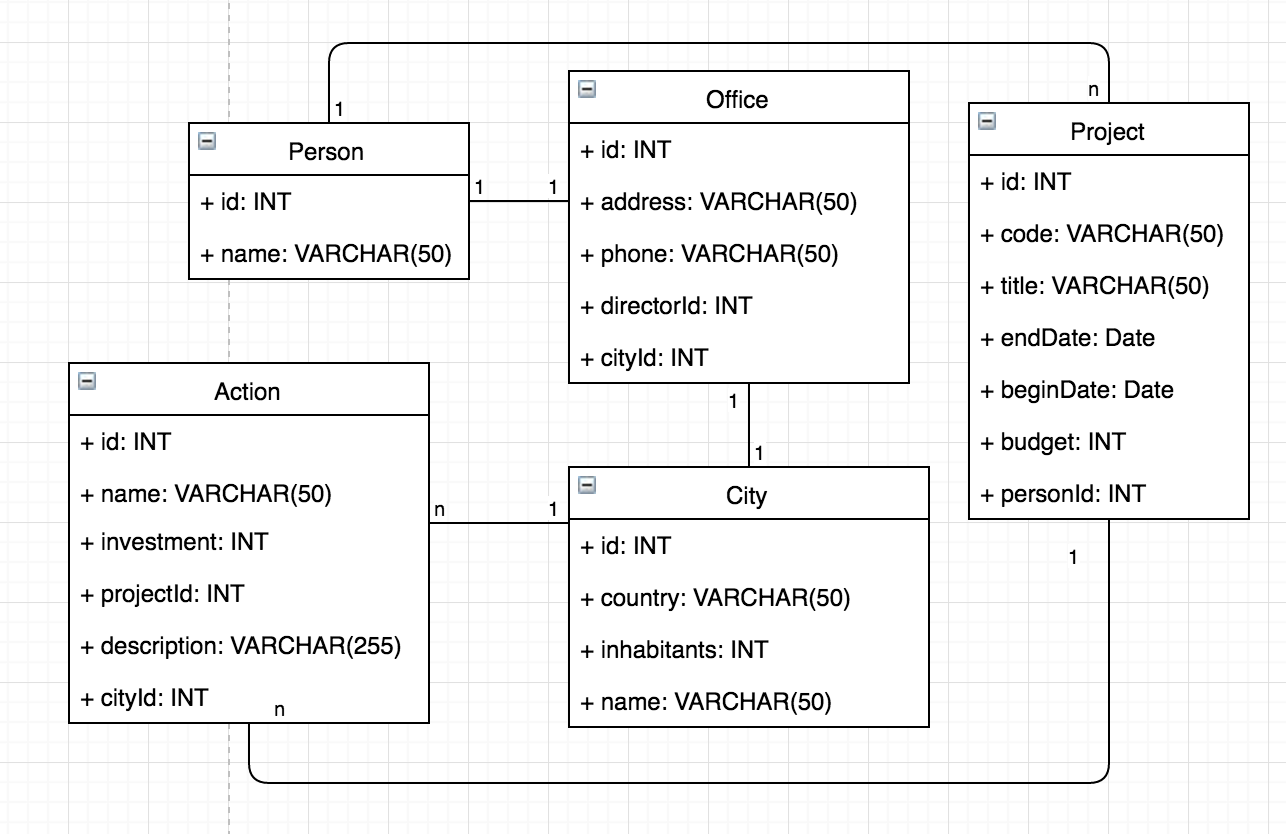 1
n
Person
+ id: INT
+ name: VARCHAR(50)
1
1
Office
+ id: INT
+ address: VARCHAR(50)
+ phone: VARCHAR(50)
+ directorId: INT
+ cityId: INT
Project
+ id: INT
+ code: VARCHAR(50)
+ title: VARCHAR(50)
+ endDate: Date
+ beginDate: Date
+ budget: INT
+ personId: INT
1
1
1
Action
+ id: INT
+ name: VARCHAR(50)
+ investment: INT
+ projectId: INT
+ description: VARCHAR(255)
+ cityId: INT
n
n
1
City
+ id: INT
+ country: VARCHAR(50)
+ inhabitants: INT
+ name: VARCHAR(50)